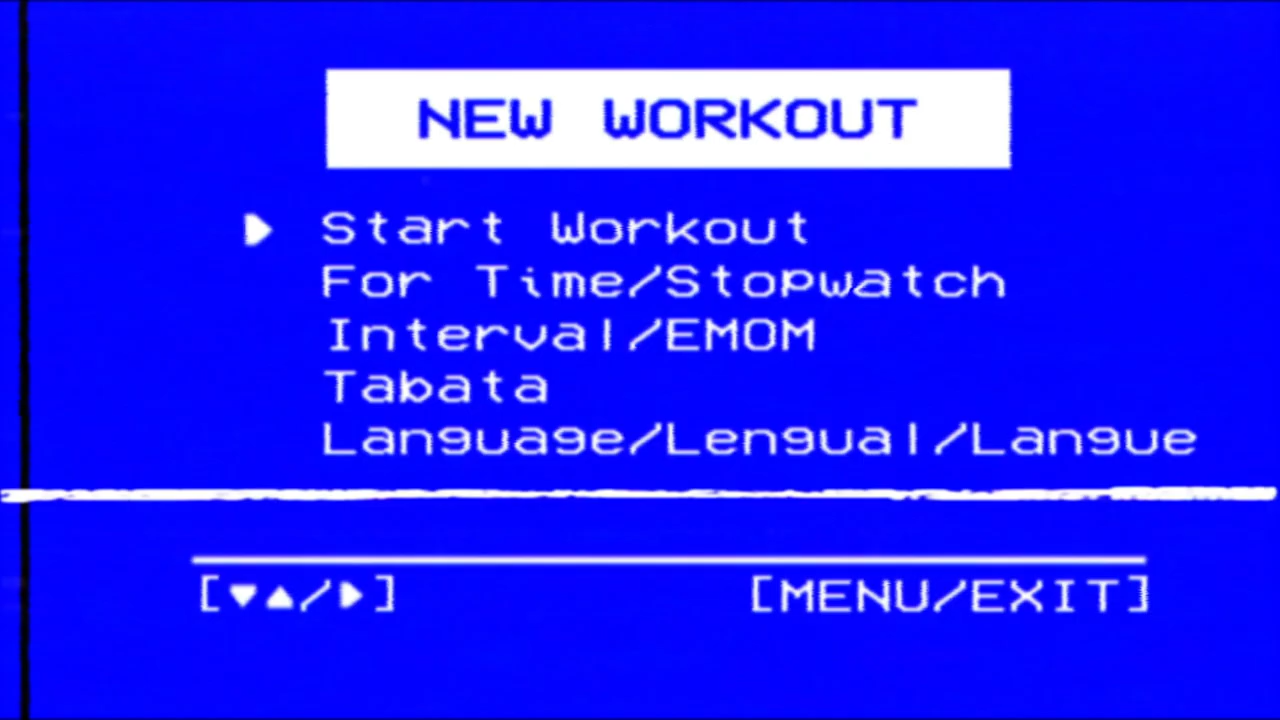 NEW WORKOUT
▶ Start Workout
For Time/Stopwatch
Interval/EMOM
Tabata
Language/Lengual/Langue
[▼▲/▶]
[MENU/EXIT]